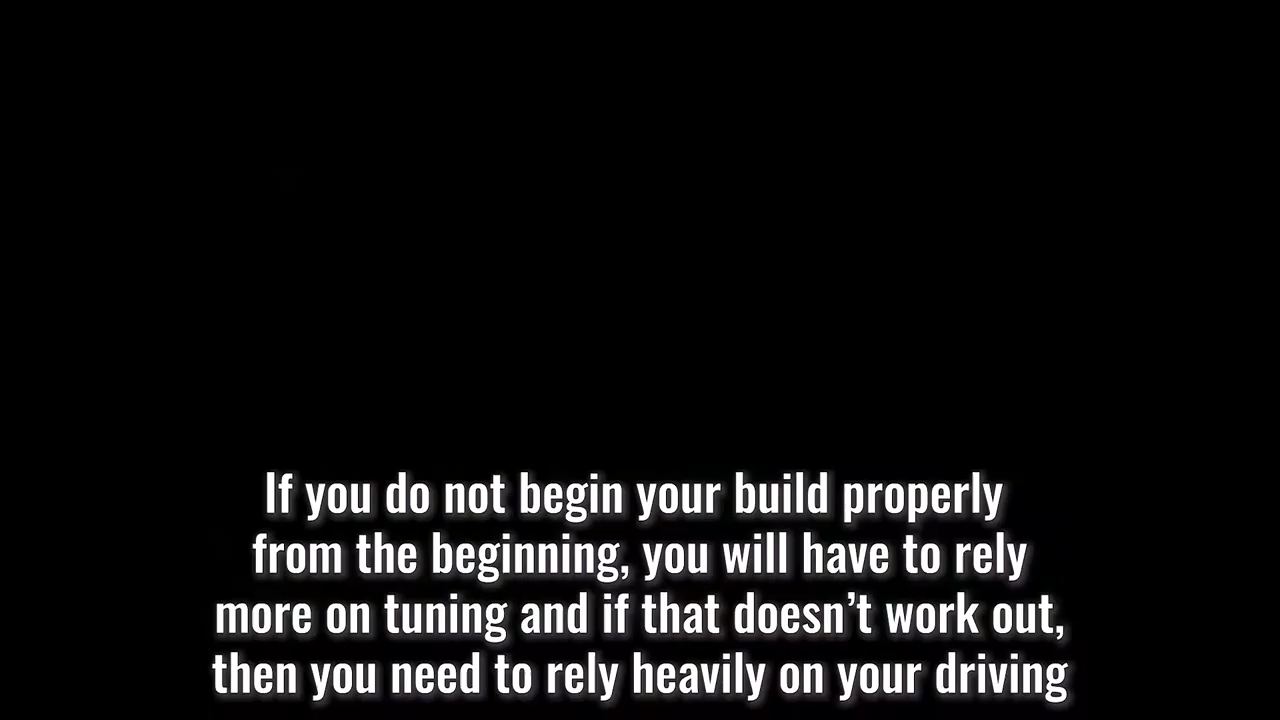 If you do not begin your build properly
from the beginning, you will have to rely
more on tuning and if that doesn’t work out,
then you need to rely heavily on your driving